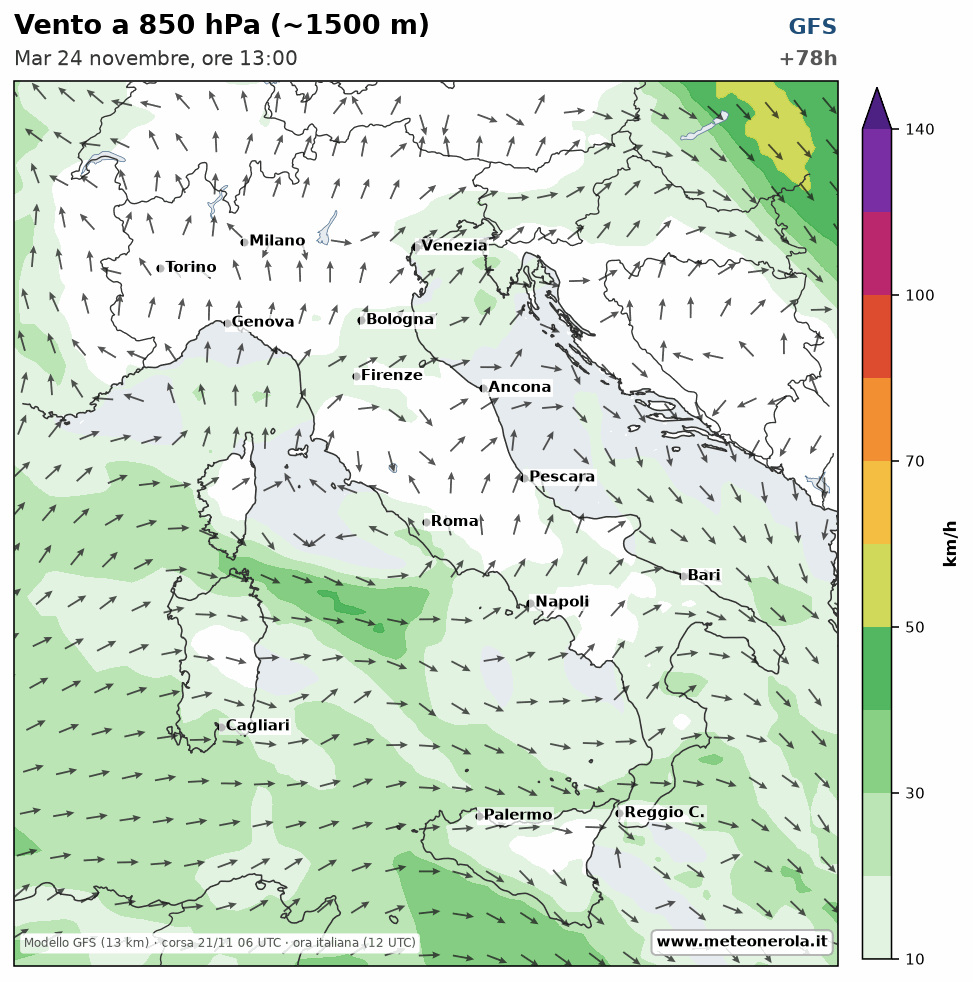 Vento a 850 hPa (~1500 m)
GFS
Mar 24 novembre, ore 13:00
+78h
140
Milano
Venezia
Torino
100
Genova
Bologna
Firenze
Ancona
70
Pescara
Roma
km/h
Bari
Napoli
50
Cagliari
30
Palermo
Reggio C.
Modello GFS (13 km) · corsa 21/11 06 UTC · ora italiana (12 UTC)
www.meteonerola.it
10